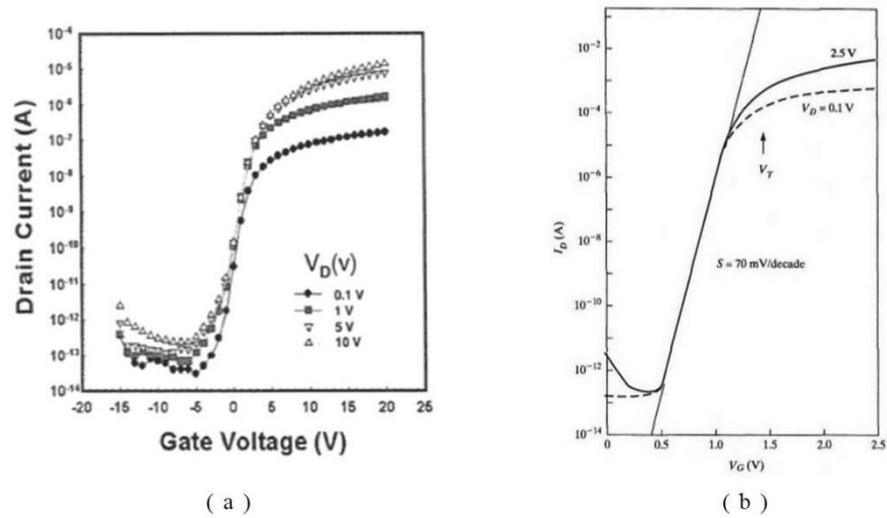 10⁻⁴
10⁻⁵
10⁻⁶
10⁻⁷
10⁻⁸
10⁻⁹
10⁻¹⁰
10⁻¹¹
10⁻¹²
10⁻¹³
10⁻¹⁴
Drain Current (A)
V_D(v)
0.1 V
1 V
5 V
10 V
-20 -15 -10 -5 0 5 10 15 20 25
Gate Voltage (V)
( a )
10⁻²
10⁻⁴
10⁻⁶
10⁻⁸
10⁻¹⁰
10⁻¹²
10⁻¹⁴
I_D (A)
2.5 V
V_D = 0.1 V
V_T
S = 70 mV/decade
0 0.5 1.0 1.5 2.0 2.5
V_G (V)
( b )